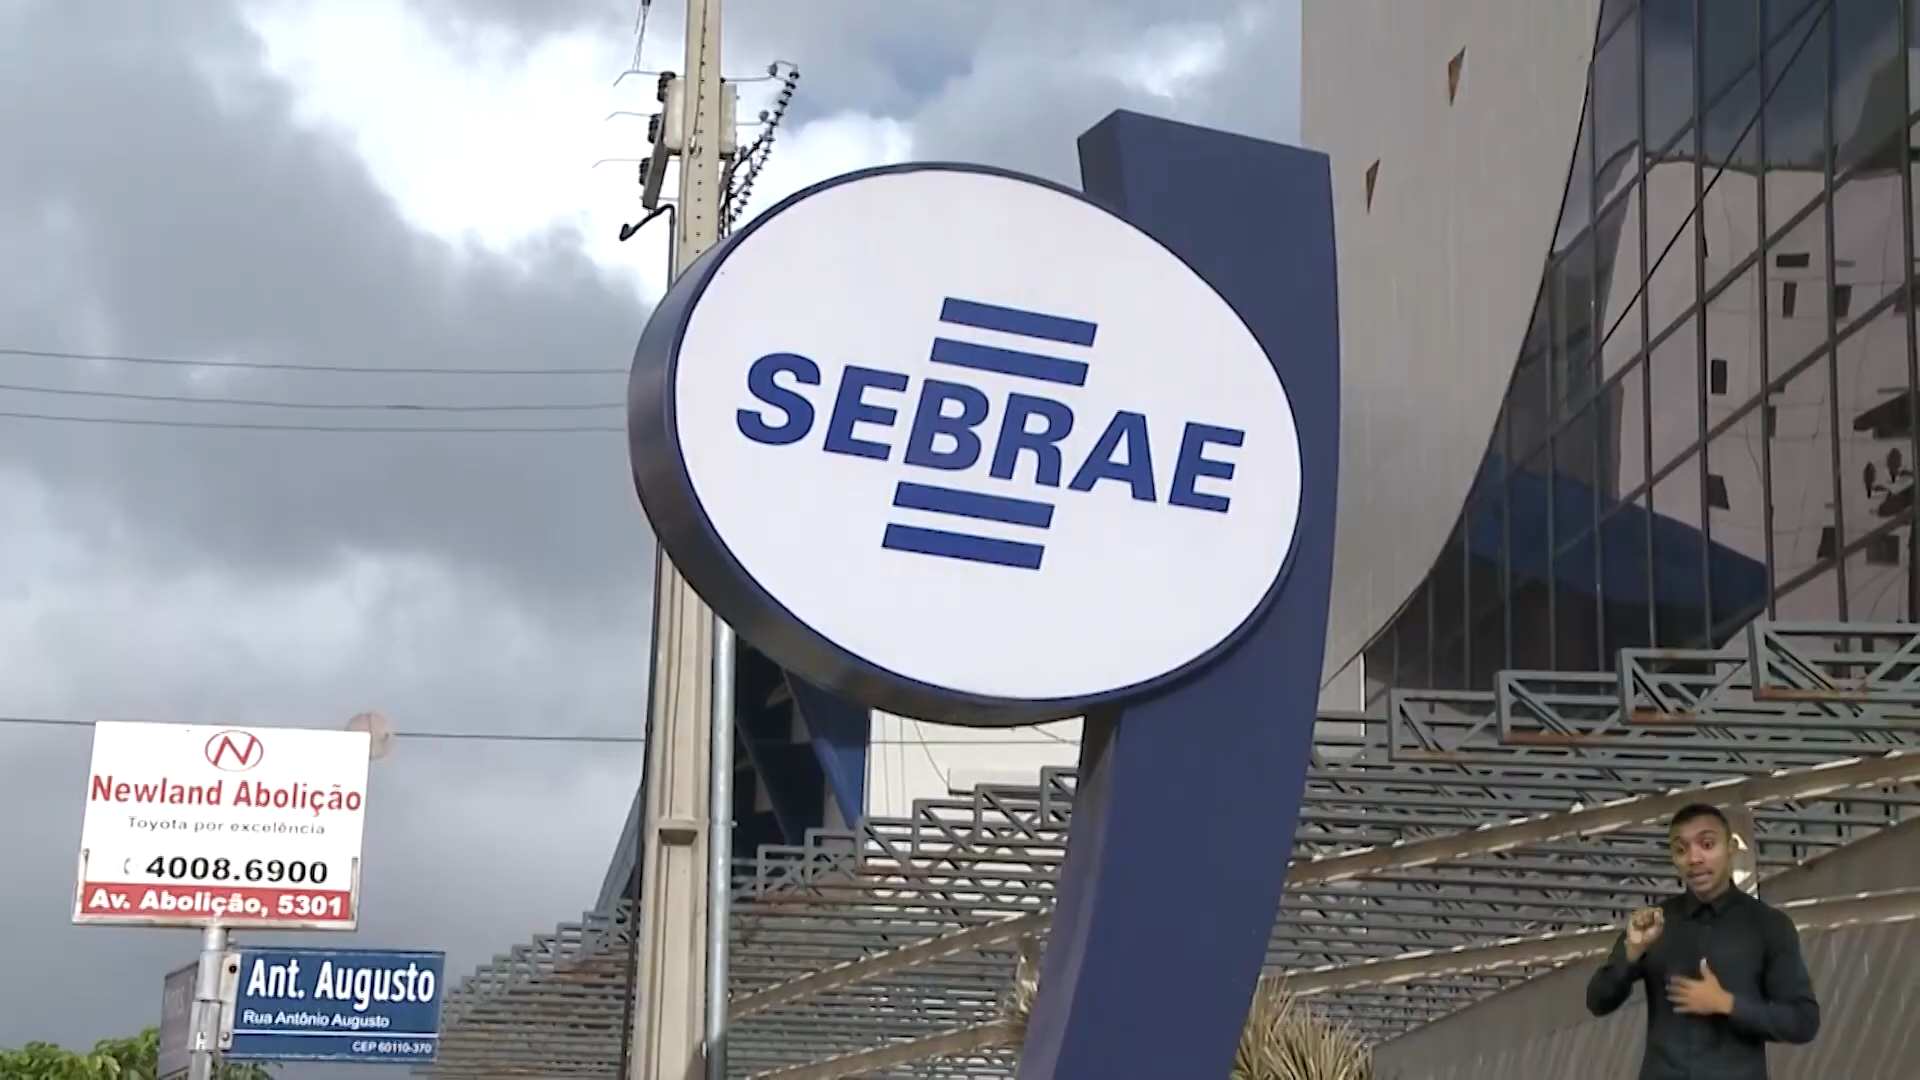 SEBRAE
N
Newland Abolição
Toyota por excelência
4008.6900
Av. Abolição, 5301
Ant. Augusto
Rua Antônio Augusto
CEP 60110-370